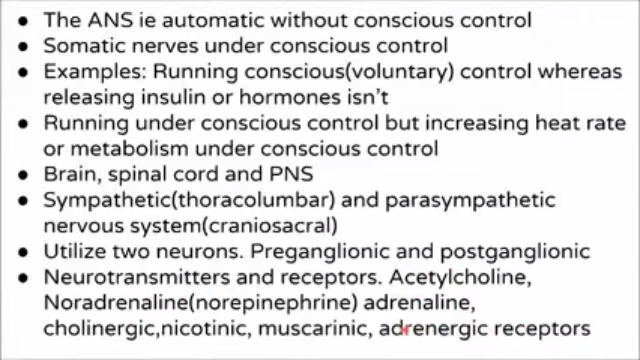 ● The ANS ie automatic without conscious control
● Somatic nerves under conscious control
● Examples: Running conscious(voluntary) control whereas
releasing insulin or hormones isn't
● Running under conscious control but increasing heat rate
or metabolism under conscious control
● Brain, spinal cord and PNS
● Sympathetic(thoracolumbar) and parasympathetic
nervous system(craniosacral)
● Utilize two neurons. Preganglionic and postganglionic
● Neurotransmitters and receptors. Acetylcholine,
Noradrenaline(norepinephrine) adrenaline,
cholinergic,nicotinic, muscarinic, adrenergic receptors